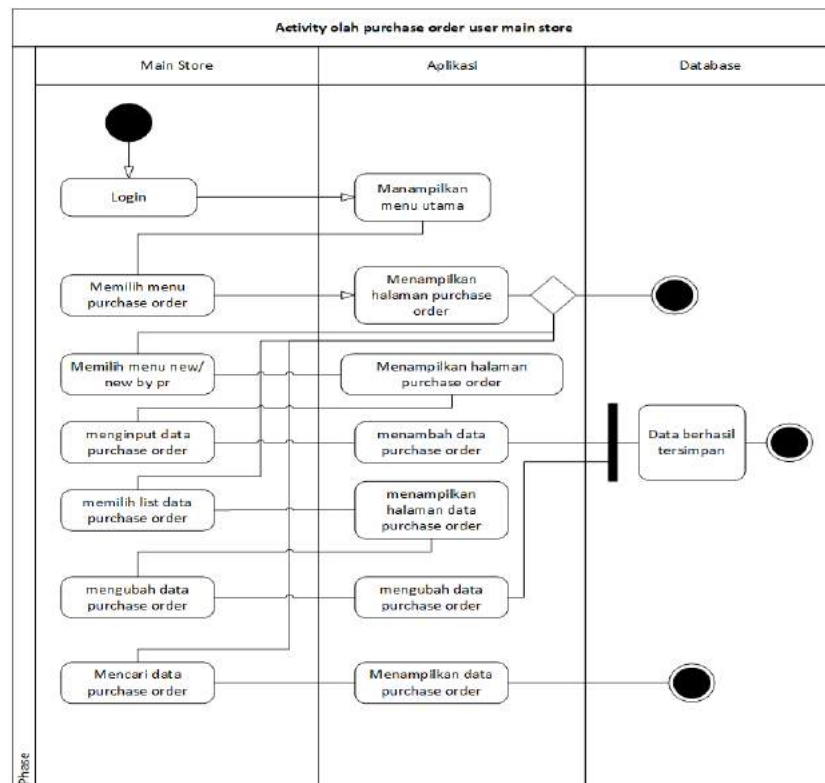 Activity olah purchase order user main store
Main Store
Aplikasi
Database
Login
Manampilkan
menu utama
Memilih menu
purchase order
Menampilkan
halaman purchase
order
Memilih menu new/
new by pr
Menampilkan halaman
purchase order
menginput data
purchase order
menambah data
purchase order
Data berhasil
tersimpan
memilih list data
purchase order
menampilkan
halaman data
purchase order
mengubah data
purchase order
mengubah data
purchase order
Mencari data
purchase order
Menampilkan data
purchase order
Phase